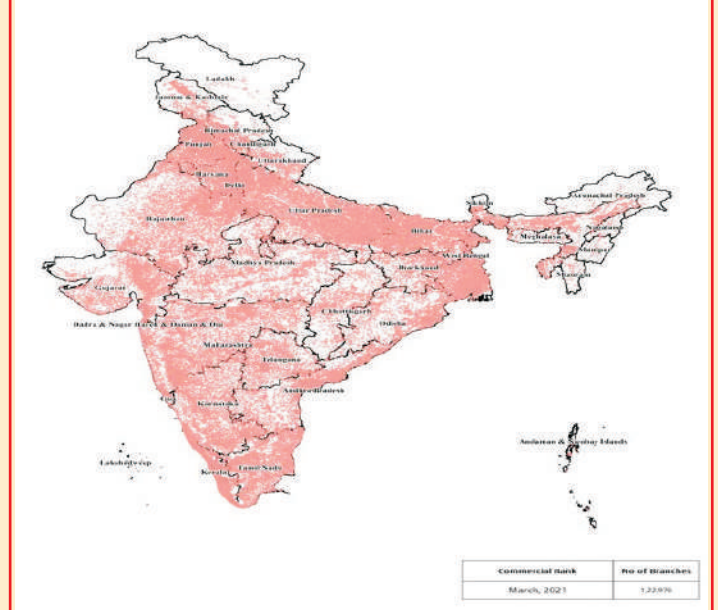 Ladakh
Jammu & Kashmir
Himachal Pradesh
Punjab
Chandigarh
Uttarakhand
Haryana
Delhi
Rajasthan
Uttar Pradesh
Sikkim
Arunachal Pradesh
Nagaland
Bihar
Meghalaya
Manipur
West Bengal
Madhya Pradesh
Jharkhand
Mizoram
Gujarat
Chhattisgarh
Odisha
Dadra & Nagar Haveli & Daman & Diu
Maharashtra
Telangana
Andhra Pradesh
Goa
Karnataka
Andaman & Nicobar Islands
Lakshadweep
Kerala
Tamil Nadu
Commercial Bank
No of Branches
March, 2021